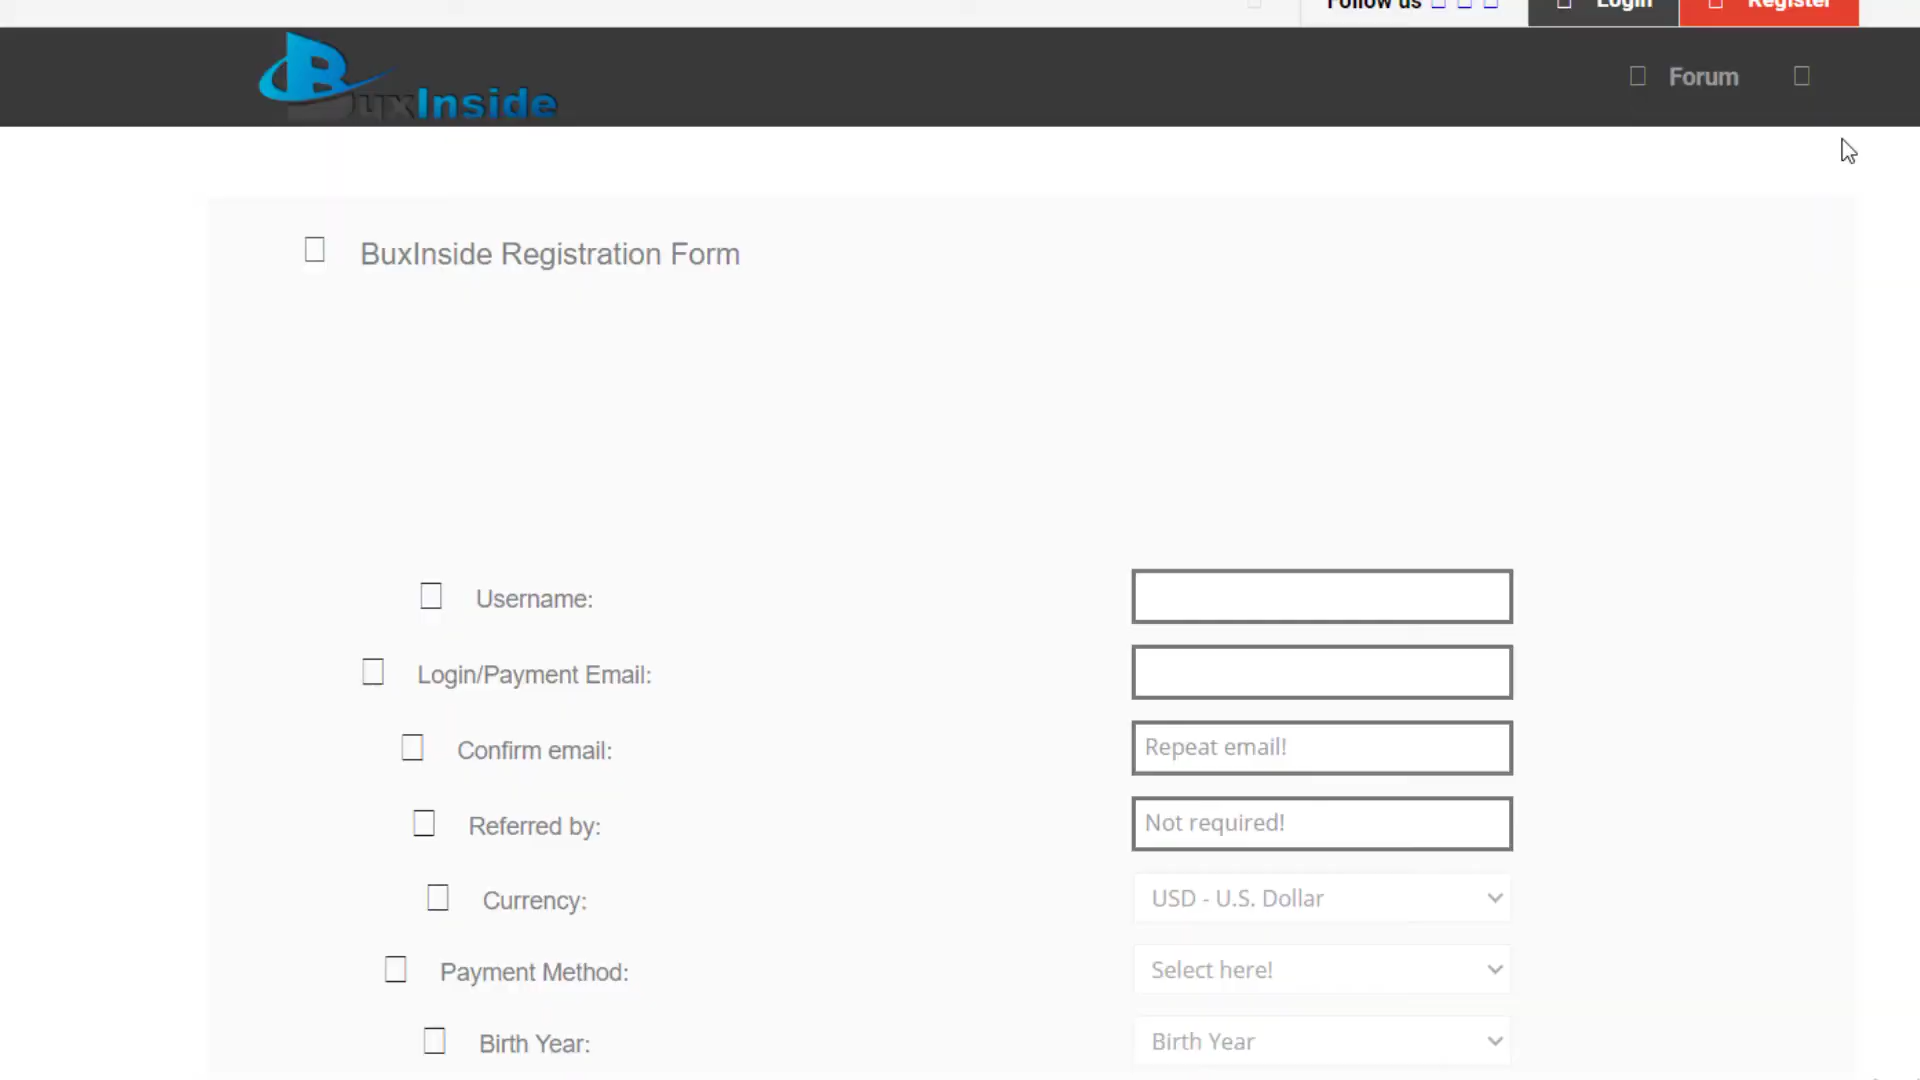 Follow us
Login
Register
BuxInside
Forum
BuxInside Registration Form
Username:
Login/Payment Email:
Confirm email:
Repeat email!
Referred by:
Not required!
Currency:
USD - U.S. Dollar
Payment Method:
Select here!
Birth Year:
Birth Year